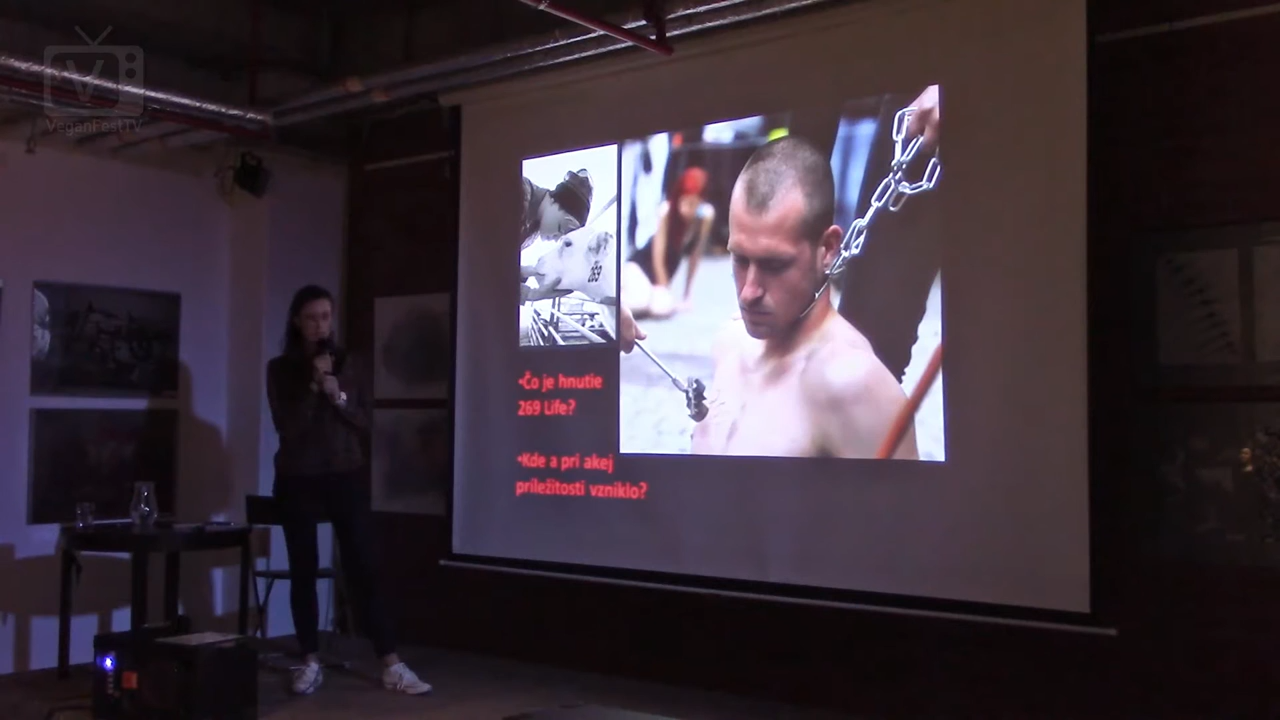 V
VeganFestTV
269
•Čo je hnutie
269 Life?
•Kde a pri akej
príležitosti vzniklo?